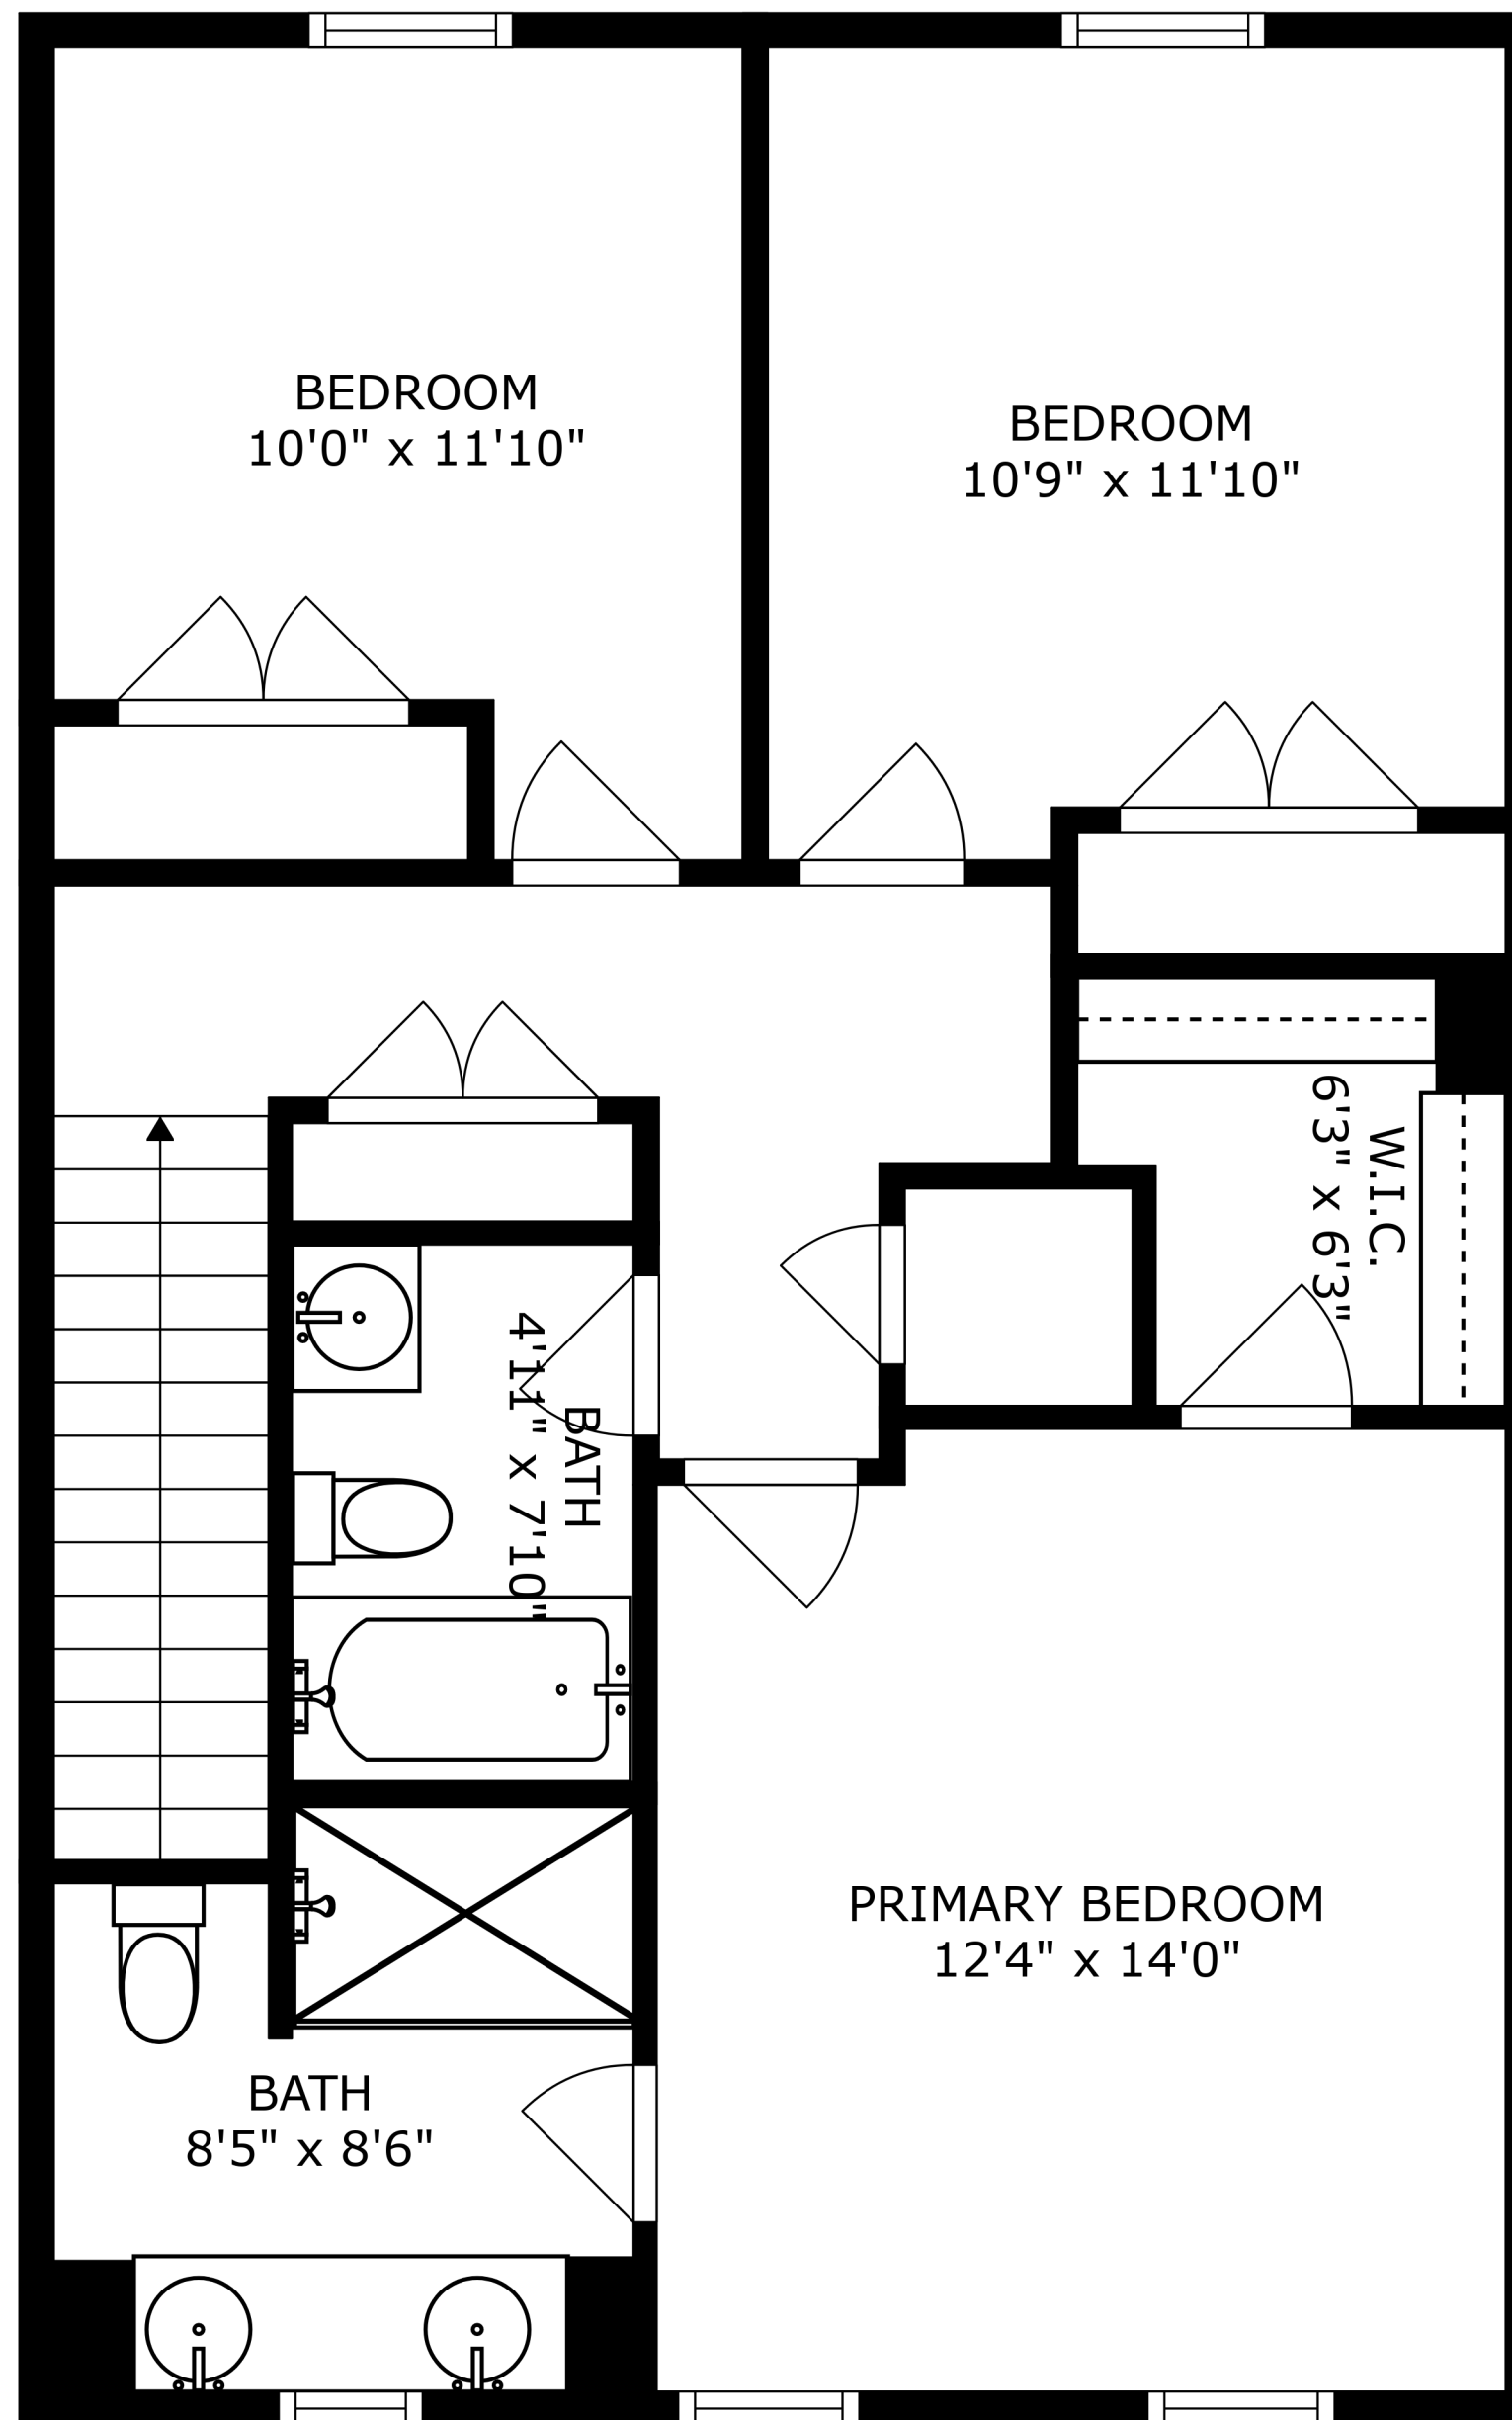 BEDROOM
10'0" x 11'10"
BEDROOM
10'9" x 11'10"
W.I.C.
6'3" x 6'3"
BATH
4'11" x 7'10"
PRIMARY BEDROOM
12'4" x 14'0"
BATH
8'5" x 8'6"